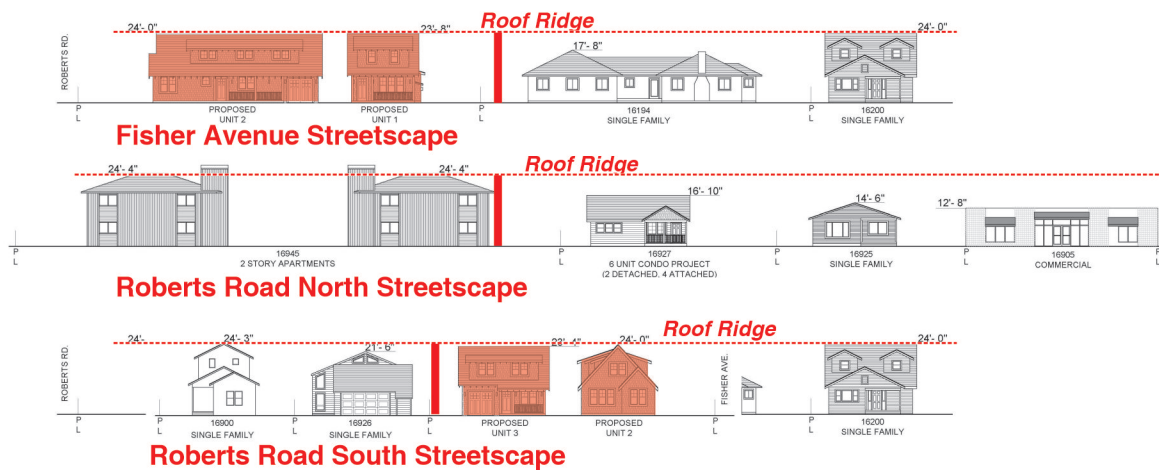 Roof Ridge
24'- 0"
23'- 8"
17'- 8"
24'- 0"
ROBERTS RD.
P
L
PROPOSED
UNIT 2
PROPOSED
UNIT 1
P
L
16194
SINGLE FAMILY
P
L
16200
SINGLE FAMILY
Fisher Avenue Streetscape
Roof Ridge
24'- 4"
24'- 4"
16'- 10"
14'- 6"
12'- 8"
P
L
16945
2 STORY APARTMENTS
P
L
16927
6 UNIT CONDO PROJECT
(2 DETACHED, 4 ATTACHED)
P
L
16925
SINGLE FAMILY
P
L
16905
COMMERCIAL
P
L
Roberts Road North Streetscape
Roof Ridge
24'-
24'- 3"
21'- 6"
23'- 4"
24'- 0"
24'- 0"
ROBERTS RD.
FISHER AVE.
P
L
P
L
16900
SINGLE FAMILY
P
L
16926
SINGLE FAMILY
P
L
PROPOSED
UNIT 3
PROPOSED
UNIT 2
P
L
P
L
16200
SINGLE FAMILY
Roberts Road South Streetscape